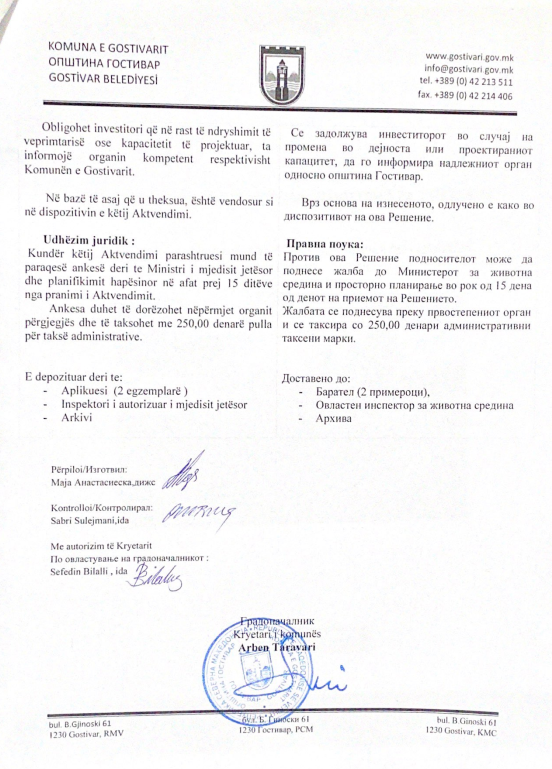 KOMUNA E GOSTIVARIT
ОПШТИНА ГОСТИВАР
GOSTİVAR BELEDİYESİ
www.gostivari.gov.mk
info@gostivari.gov.mk
tel. +389 (0) 42 213 511
fax. +389 (0) 42 214 406
Obligohet investitori që në rast të ndryshimit të
veprimtarisë ose kapacitetit të projektuar, ta
informojë organin kompetent respektivisht
Komunën e Gostivarit.
Në bazë të asaj që u theksua, është vendosur si
në dispozitivin e këtij Aktvendimi.
Udhëzim juridik :
Kundër këtij Aktvendimi parashtruesi mund të
paraqesë ankesë deri te Ministri i mjedisit jetësor
dhe planifikimit hapësinor në afat prej 15 ditëve
nga pranimi i Aktvendimit.
Ankesa duhet të dorëzohet nëpërmjet organit
përgjegjës dhe të taksohet me 250,00 denarë pulla
për taksë administrative.
E depozituar deri te:
- Aplikuesi (2 egzemplarë )
- Inspektori i autorizuar i mjedisit jetësor
- Arkivi
Се задолжува инвеститорот во случај на
промена во дејноста или проектираниот
капацитет, да го информира надлежниот орган
односно општина Гостивар.
Врз основа на изнесеното, одлучено е како во
диспозитивот на ова Решение.
Правна поука:
Против ова Решение подносителот може да
поднесе жалба до Министерот за животна
средина и просторно планирање во рок од 15 дена
од денот на приемот на Решението.
Жалбата се поднесува преку првостепениот орган
и се таксира со 250,00 денари административни
таксени марки.
Доставено до:
- Барател (2 примероци),
- Овластен инспектор за животна средина
- Архива
Përpiloi/Изготвил:
Маја Анастасиеска,дижс
Kontrolloi/Контролирал:
Sabri Sulejmani,ida
Me autorizim të Kryetarit
По овластување на градоначалникот :
Sefedin Bilalli , ida
Градоначалник
Kryetari i komunës
Arben Taravari
bul. B.Gjinoski 61
1230 Gostivar, RMV
бул. Б. Ѓиноски 61
1230 Гостивар, РСМ
bul. B Ginoski 61
1230 Gostivar, KMC